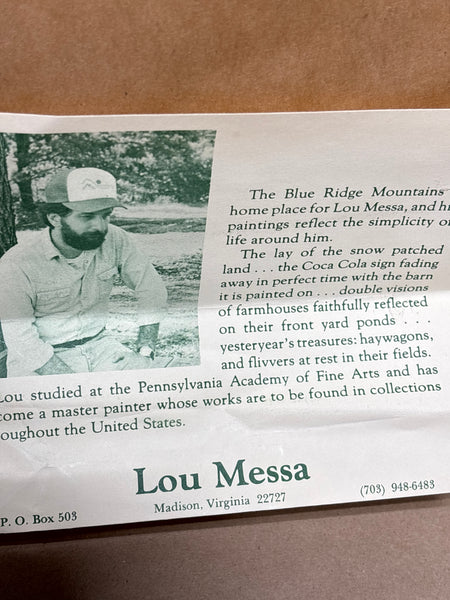 The Blue Ridge Mountains
home place for Lou Messa, and
paintings reflect the simplicity
life around him.
The lay of the snow patched
land . . . the Coca Cola sign fading
away in perfect time with the barn
it is painted on . . . double visions
of farmhouses faithfully reflected
on their front yard ponds . . .
yesteryear's treasures: haywagons,
and flivvers at rest in their fields.
Lou studied at the Pennsylvania Academy of Fine Arts and has
come a master painter whose works are to be found in collections
oughout the United States.
Lou Messa
P. O. Box 503 Madison, Virginia 22727 (703) 948-6483